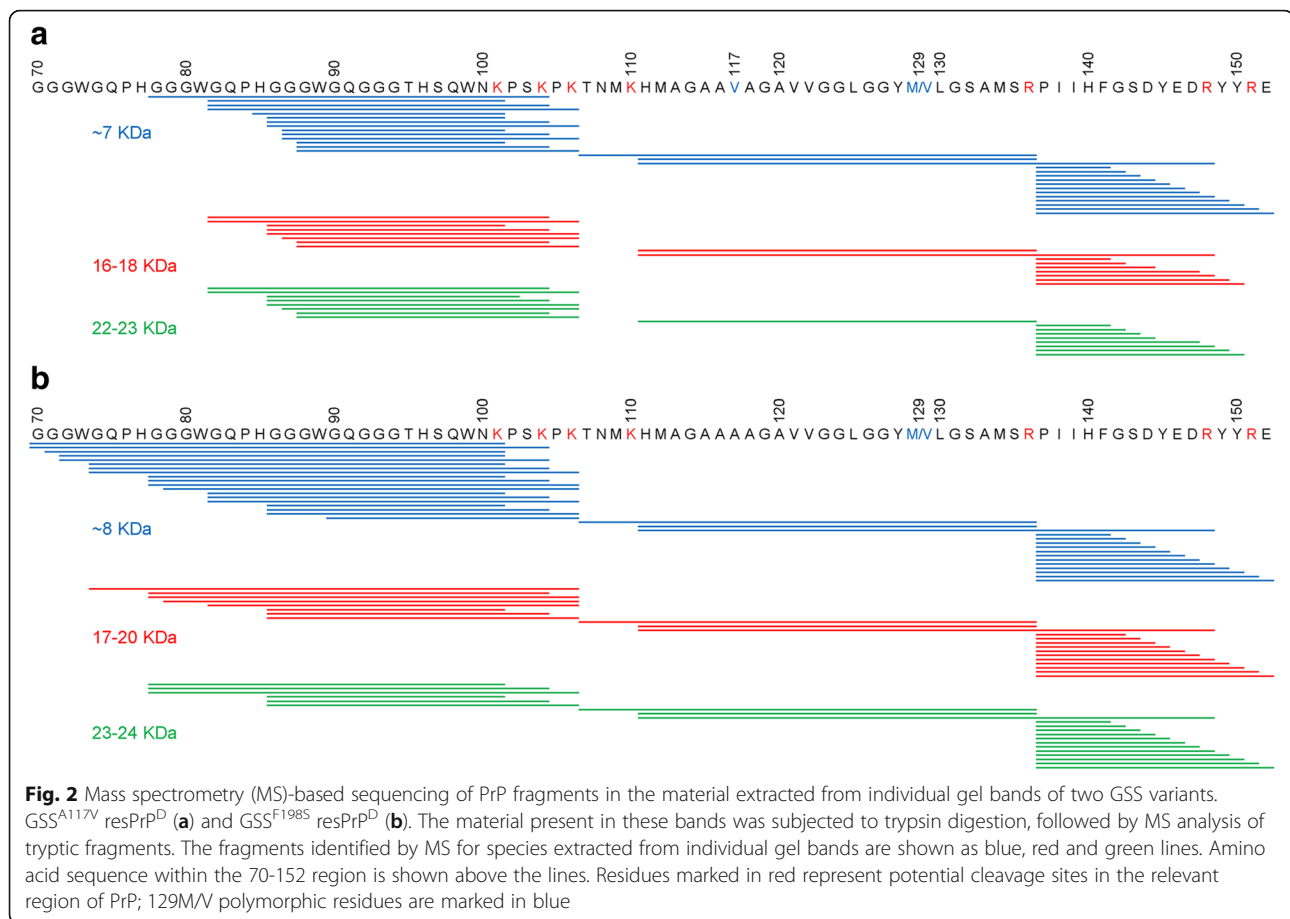 a
70 80 90 100 110 117 120 129 130 140 150
GGGWGQPHGGGWGQPHGGGWGQGGGTHSQWNKPSKPKTNMKHMAGAAVAGAVVGGLGGYM/VLGSAMSRPIIHFGSDYEDRYYRE
~7 KDa
16-18 KDa
22-23 KDa
b
70 80 90 100 110 120 129 130 140 150
GGGWGQPHGGGWGQPHGGGWGQGGGTHSQWNKPSKPKTNMKHMAGAAAAGAVVGGLGGYM/VLGSAMSRPIIHFGSDYEDRYYRE
~8 KDa
17-20 KDa
23-24 KDa
Fig. 2 Mass spectrometry (MS)-based sequencing of PrP fragments in the material extracted from individual gel bands of two GSS variants.
GSS^A117V resPrP^D (a) and GSS^F198S resPrP^D (b). The material present in these bands was subjected to trypsin digestion, followed by MS analysis of
tryptic fragments. The fragments identified by MS for species extracted from individual gel bands are shown as blue, red and green lines. Amino
acid sequence within the 70-152 region is shown above the lines. Residues marked in red represent potential cleavage sites in the relevant
region of PrP; 129M/V polymorphic residues are marked in blue